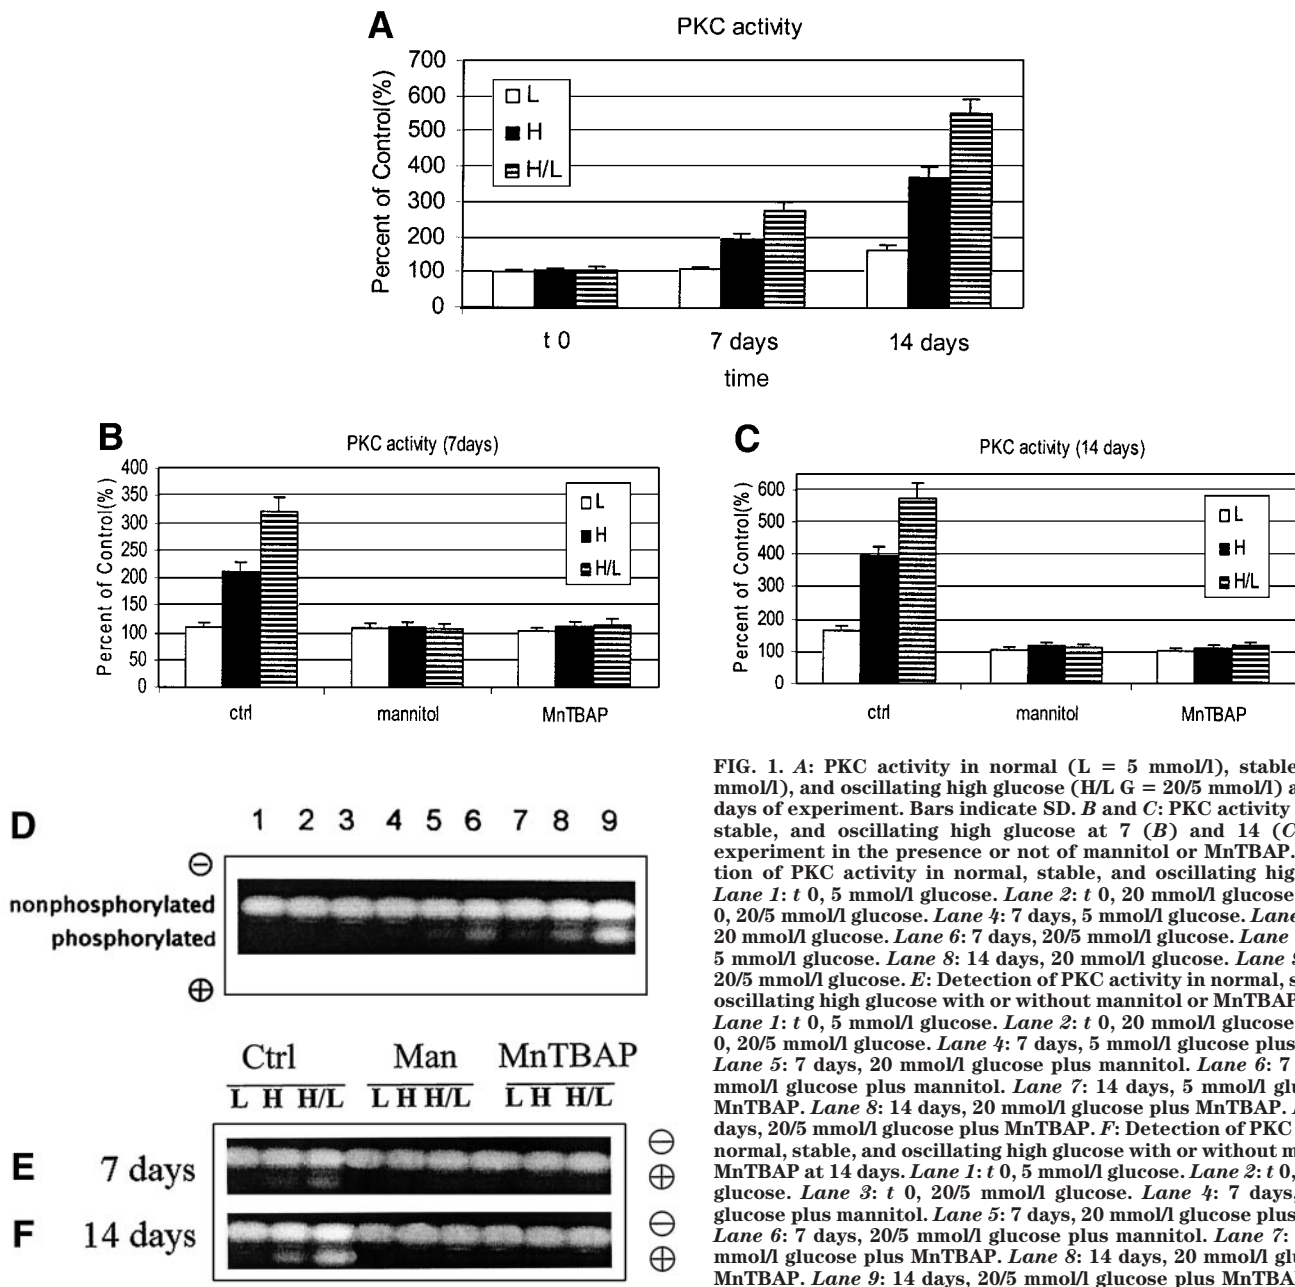 A
PKC activity
Percent of Control(%)
700
600
500
400
300
200
100
0
L
H
H/L
t 0
7 days
14 days
time
B
PKC activity (7days)
Percent of Control(%)
400
350
300
250
200
150
100
50
0
L
H
H/L
ctrl
mannitol
MnTBAP
C
PKC activity (14 days)
Percent of Control(%)
600
500
400
300
200
100
0
L
H
H/L
ctrl
mannitol
MnTBAP
D
1 2 3 4 5 6 7 8 9
⊖
nonphosphorylated
phosphorylated
⊕
Ctrl Man MnTBAP
L H H/L L H H/L L H H/L
E 7 days
⊖
⊕
F 14 days
⊖
⊕
FIG. 1. A: PKC activity in normal (L = 5 mmol/l), stable
mmol/l), and oscillating high glucose (H/L G = 20/5 mmol/l) a
days of experiment. Bars indicate SD. B and C: PKC activity
stable, and oscillating high glucose at 7 (B) and 14 (C
experiment in the presence or not of mannitol or MnTBAP.
tion of PKC activity in normal, stable, and oscillating hig
Lane 1: t 0, 5 mmol/l glucose. Lane 2: t 0, 20 mmol/l glucose
0, 20/5 mmol/l glucose. Lane 4: 7 days, 5 mmol/l glucose. Lane
20 mmol/l glucose. Lane 6: 7 days, 20/5 mmol/l glucose. Lane
5 mmol/l glucose. Lane 8: 14 days, 20 mmol/l glucose. Lane 9
20/5 mmol/l glucose. E: Detection of PKC activity in normal, s
oscillating high glucose with or without mannitol or MnTBAP
Lane 1: t 0, 5 mmol/l glucose. Lane 2: t 0, 20 mmol/l glucose
0, 20/5 mmol/l glucose. Lane 4: 7 days, 5 mmol/l glucose plus
Lane 5: 7 days, 20 mmol/l glucose plus mannitol. Lane 6: 7
mmol/l glucose plus mannitol. Lane 7: 14 days, 5 mmol/l glu
MnTBAP. Lane 8: 14 days, 20 mmol/l glucose plus MnTBAP. L
days, 20/5 mmol/l glucose plus MnTBAP. F: Detection of PKC
normal, stable, and oscillating high glucose with or without m
MnTBAP at 14 days. Lane 1: t 0, 5 mmol/l glucose. Lane 2: t 0,
glucose. Lane 3: t 0, 20/5 mmol/l glucose. Lane 4: 7 days,
glucose plus mannitol. Lane 5: 7 days, 20 mmol/l glucose plus
Lane 6: 7 days, 20/5 mmol/l glucose plus mannitol. Lane 7:
mmol/l glucose plus MnTBAP. Lane 8: 14 days, 20 mmol/l glu
MnTBAP. Lane 9: 14 days, 20/5 mmol/l glucose plus MnTBA